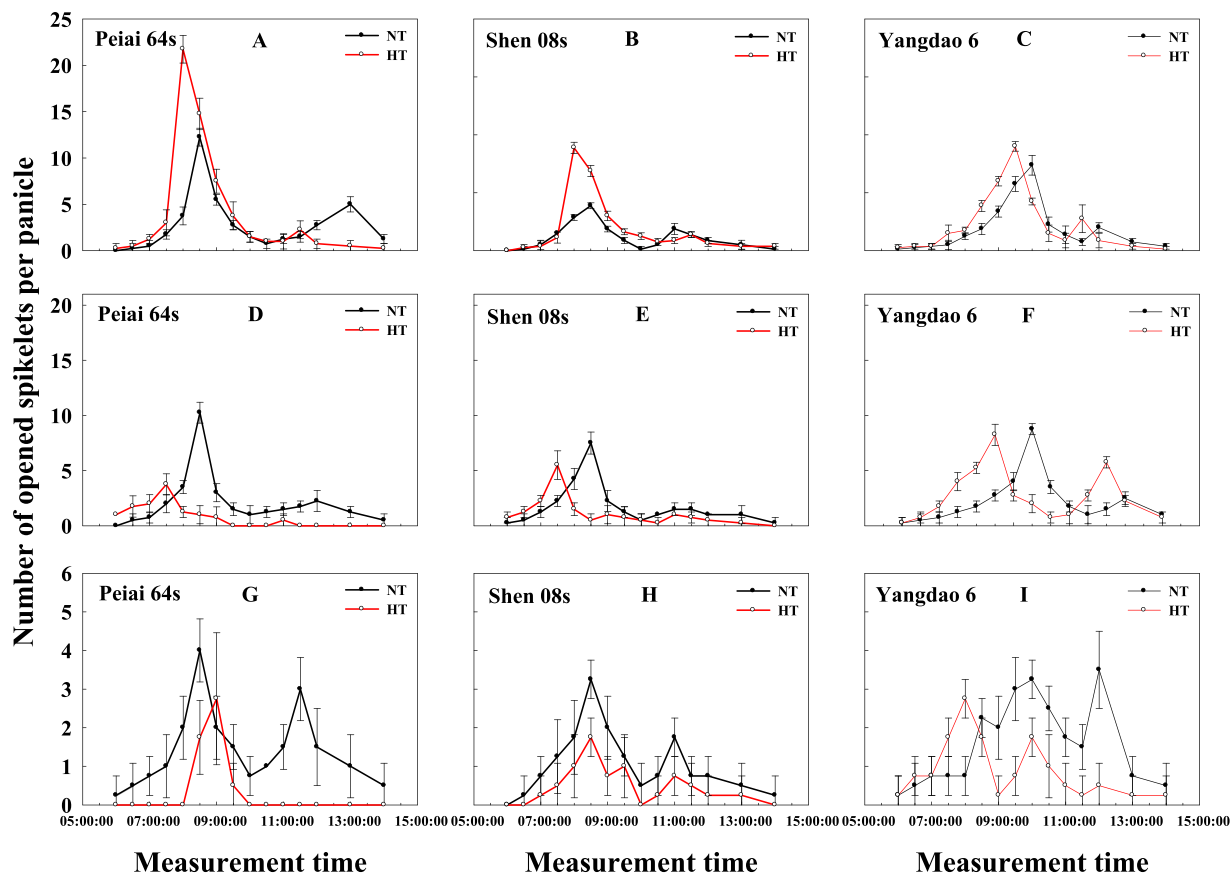 Number of opened spikelets per panicle
25
20
15
10
5
0
Peiai 64s A NT
HT
Shen 08s B NT
HT
Yangdao 6 C NT
HT
20
15
10
5
0
Peiai 64s D NT
HT
Shen 08s E NT
HT
Yangdao 6 F NT
HT
6
5
4
3
2
1
0
Peiai 64s G NT
HT
Shen 08s H NT
HT
Yangdao 6 I NT
HT
05:00:00 07:00:00 09:00:00 11:00:00 13:00:00 15:00:00
05:00:00 07:00:00 09:00:00 11:00:00 13:00:00 15:00:00
05:00:00 07:00:00 09:00:00 11:00:00 13:00:00 15:00:00
Measurement time
Measurement time
Measurement time